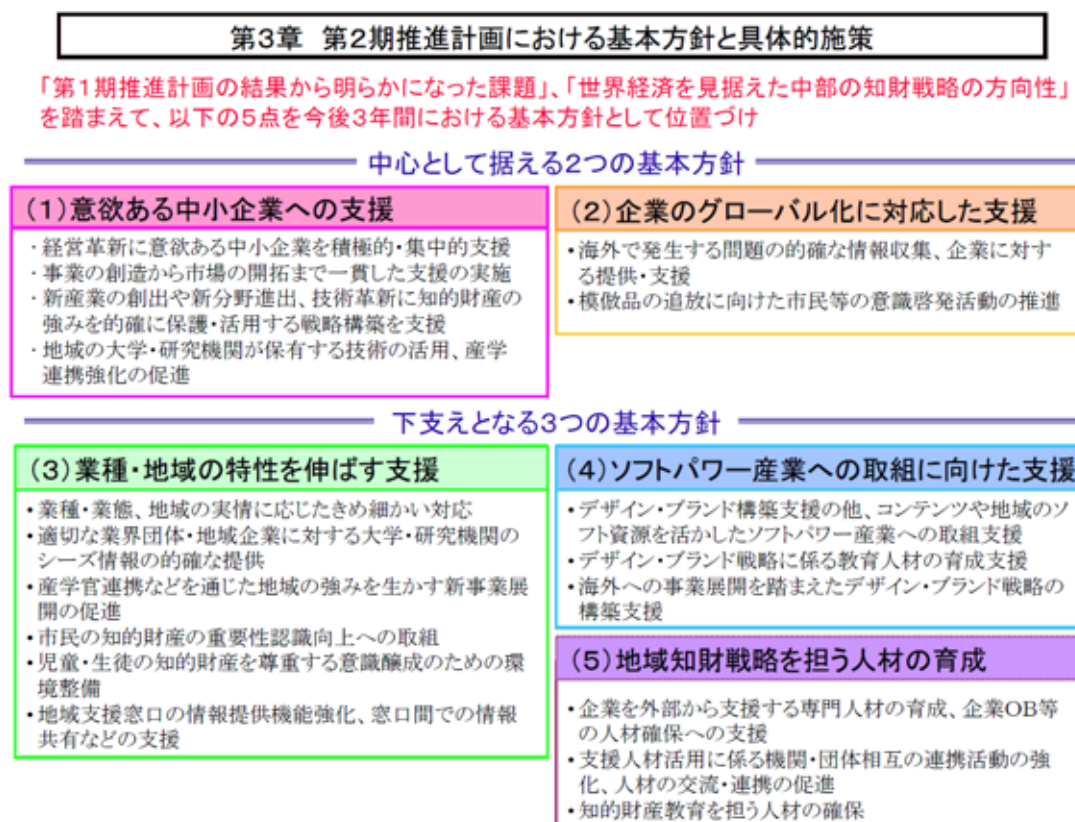 第3章 第2期推進計画における基本方針と具体的施策
「第1期推進計画の結果から明らかになった課題」、「世界経済を見据えた中部の知財戦略の方向性」
を踏まえて、以下の5点を今後3年間における基本方針として位置づけ
中心として据える2つの基本方針
(1)意欲ある中小企業への支援
・経営革新に意欲ある中小企業を積極的・集中的支援
・事業の創造から市場の開拓まで一貫した支援の実施
・新産業の創出や新分野進出、技術革新に知的財産の
強みを的確に保護・活用する戦略構築を支援
・地域の大学・研究機関が保有する技術の活用、産学
連携強化の促進
(2)企業のグローバル化に対応した支援
•海外で発生する問題の的確な情報収集、企業に対す
る提供・支援
•模倣品の追放に向けた市民等の意識啓発活動の推進
下支えとなる3つの基本方針
(3)業種・地域の特性を伸ばす支援
•業種・業態、地域の実情に応じたきめ細かい対応
•適切な業界団体・地域企業に対する大学・研究機関の
シーズ情報の的確な提供
•産学官連携などを通じた地域の強みを生かす新事業展
開の促進
•市民の知的財産の重要性認識向上への取組
•児童・生徒の知的財産を尊重する意識醸成のための環
境整備
•地域支援窓口の情報提供機能強化、窓口間での情報
共有などの支援
(4)ソフトパワー産業への取組に向けた支援
•デザイン・ブランド構築支援の他、コンテンツや地域のソ
フト資源を活かしたソフトパワー産業への取組支援
•デザイン・ブランド戦略に係る教育人材の育成支援
•海外への事業展開を踏まえたデザイン・ブランド戦略の
構築支援
(5)地域知財戦略を担う人材の育成
•企業を外部から支援する専門人材の育成、企業OB等
の人材確保への支援
•支援人材活用に係る機関・団体相互の連携活動の強
化、人材の交流・連携の促進
•知的財産教育を担う人材の確保